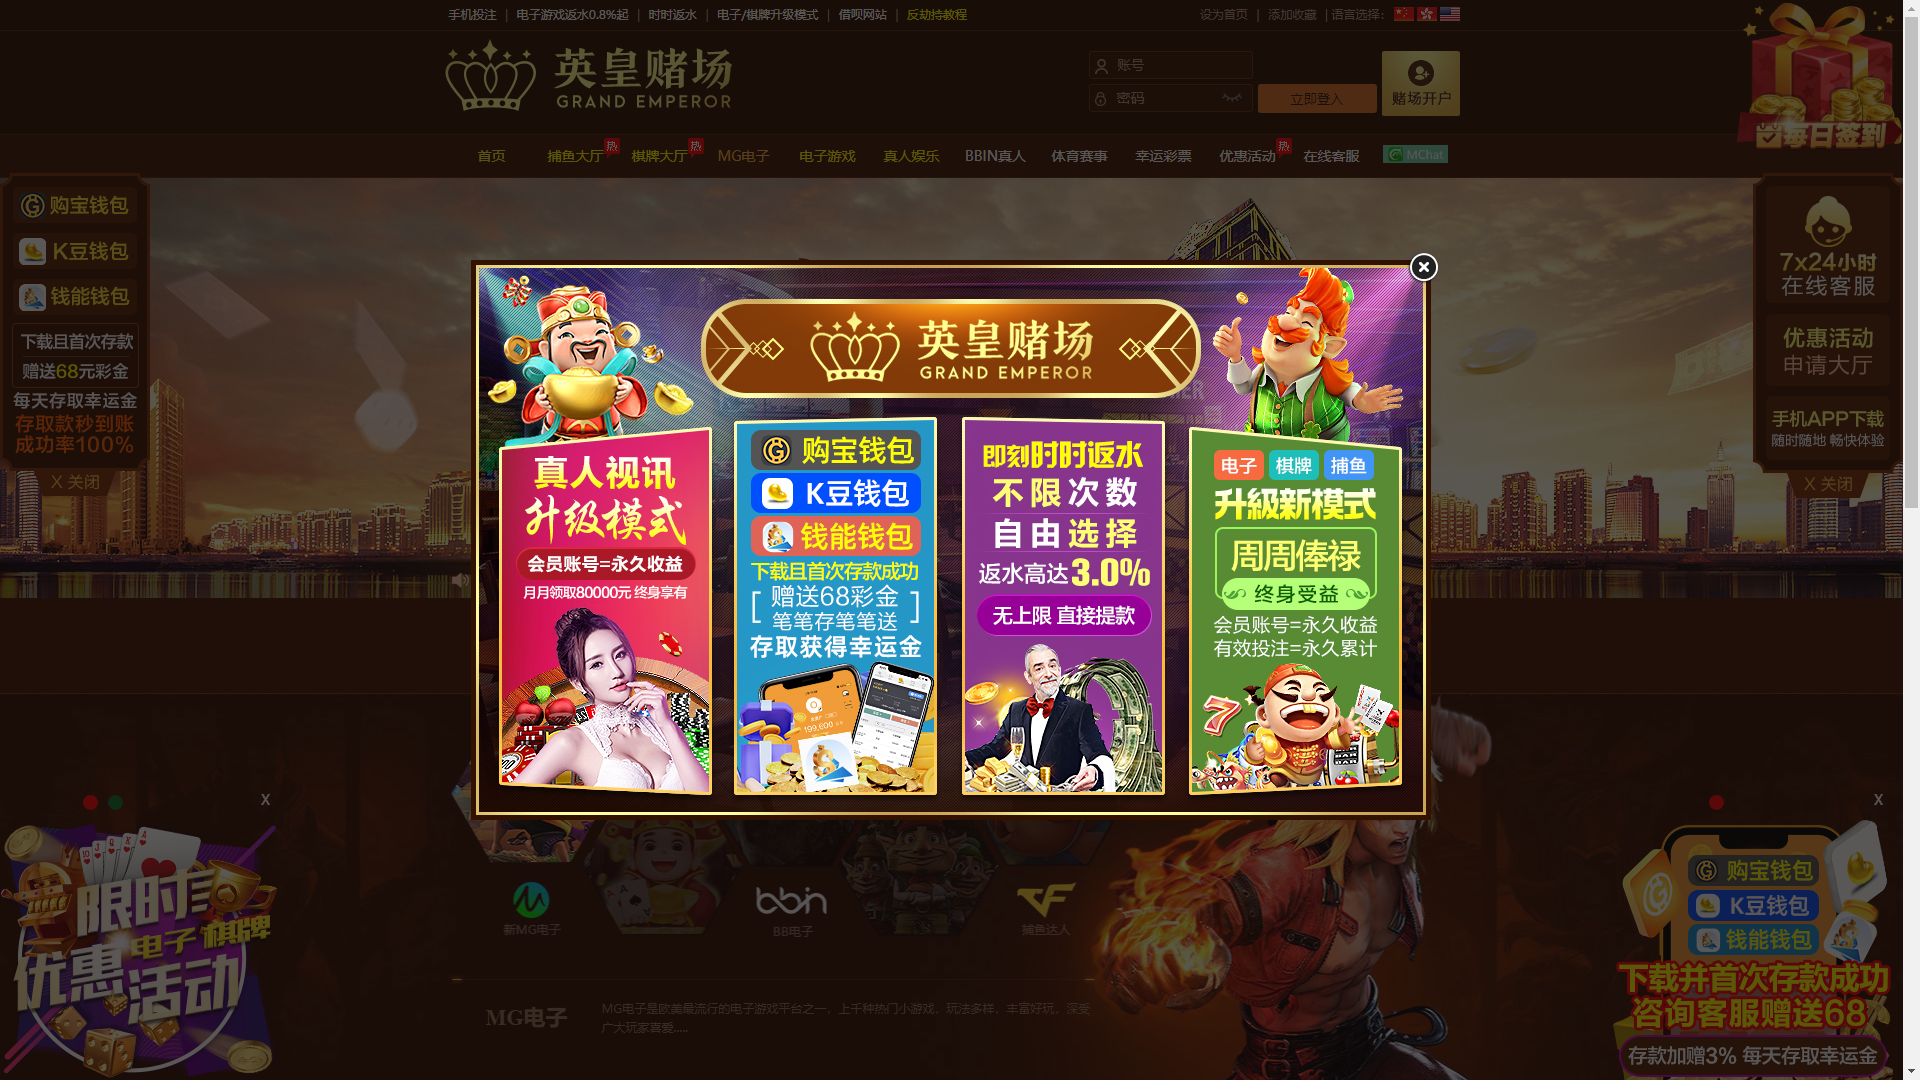 手机投注 | 电子游戏返水0.8%起 | 时时返水 | 电子/棋牌升级模式 | 借呗网站 | 反劫持教程
设为首页 | 添加收藏 | 语言选择：
英皇赌场
GRAND EMPEROR
账号
密码
立即登入
赌场开户
每日签到
首页 捕鱼大厅 热 棋牌大厅 热 MG电子 电子游戏 真人娱乐 BBIN真人 体育赛事 幸运彩票 优惠活动 热 在线客服 MChat
购宝钱包
K豆钱包
钱能钱包
下载且首次存款
赠送68元彩金
每天存取幸运金
存取款秒到账
成功率100%
X 关闭
7x24小时
在线客服
优惠活动
申请大厅
手机APP下载
随时随地 畅快体验
X 关闭
英皇赌场
GRAND EMPEROR
真人视讯
升级模式
会员账号=永久收益
月月领取80000元 终身享有
购宝钱包
K豆钱包
钱能钱包
下载且首次存款成功
赠送68彩金
笔笔存笔笔送
存取获得幸运金
即刻时时返水
不限次数
自由选择
返水高达3.0%
无上限 直接提款
电子 棋牌 捕鱼
升級新模式
周周俸禄
终身受益
会员账号=永久收益
有效投注=永久累计
X
限时
电子 棋牌
优惠
活动
新MG电子
bbin
BB电子
捕鱼达人
MG电子
MG电子是欧美最流行的电子游戏平台之一，上千种热门小游戏、玩法多样、丰富好玩、深受
广大玩家喜爱.....
X
购宝钱包
K豆钱包
钱能钱包
下载并首次存款成功
咨询客服赠送68
存款加赠3% 每天存取幸运金